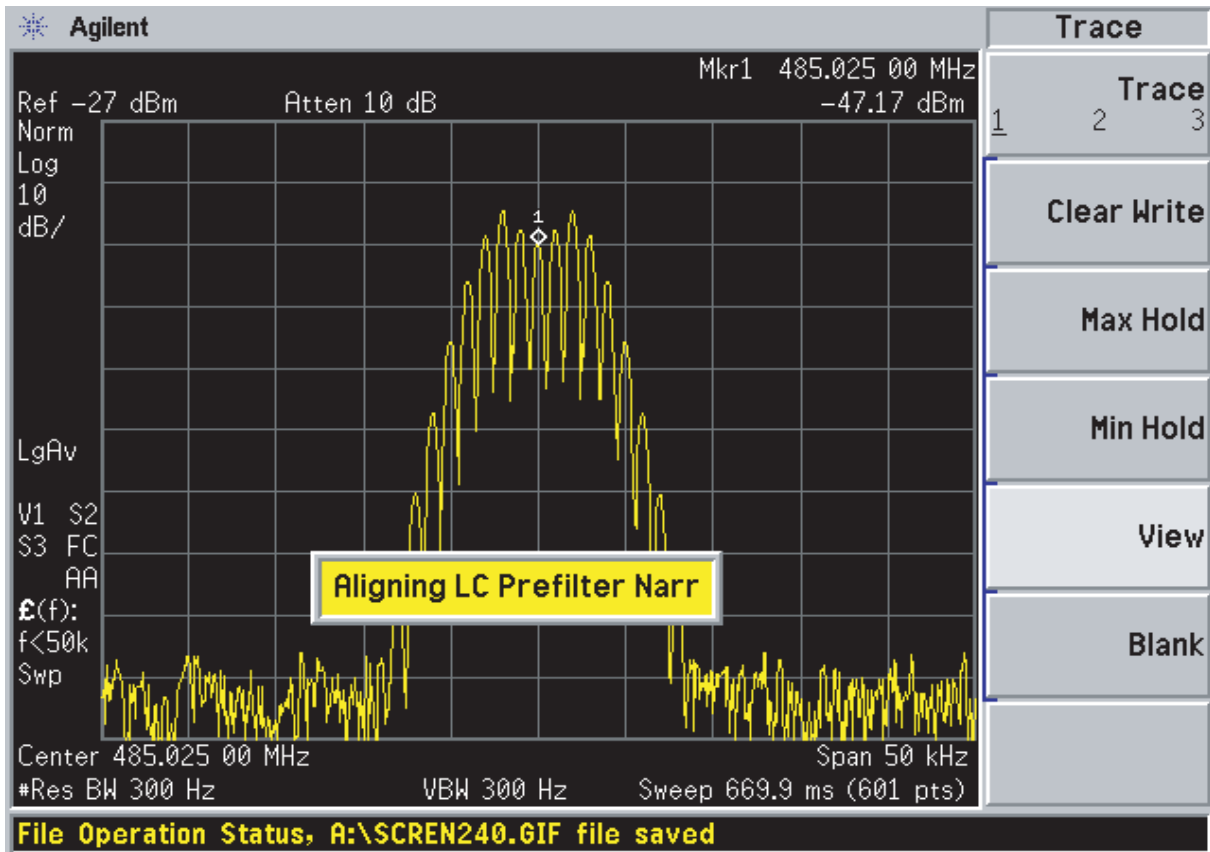 Agilent
Trace
Mkr1 485.025 00 MHz
Ref -27 dBm Atten 10 dB -47.17 dBm
Norm
Log
10
dB/
1
LgAv
V1 S2
S3 FC
AA
£(f):
f<50k
Swp
Aligning LC Prefilter Narr
Center 485.025 00 MHz Span 50 kHz
#Res BW 300 Hz VBW 300 Hz Sweep 669.9 ms (601 pts)
Trace
1 2 3
Clear Write
Max Hold
Min Hold
View
Blank
File Operation Status, A:\SCREN240.GIF file saved